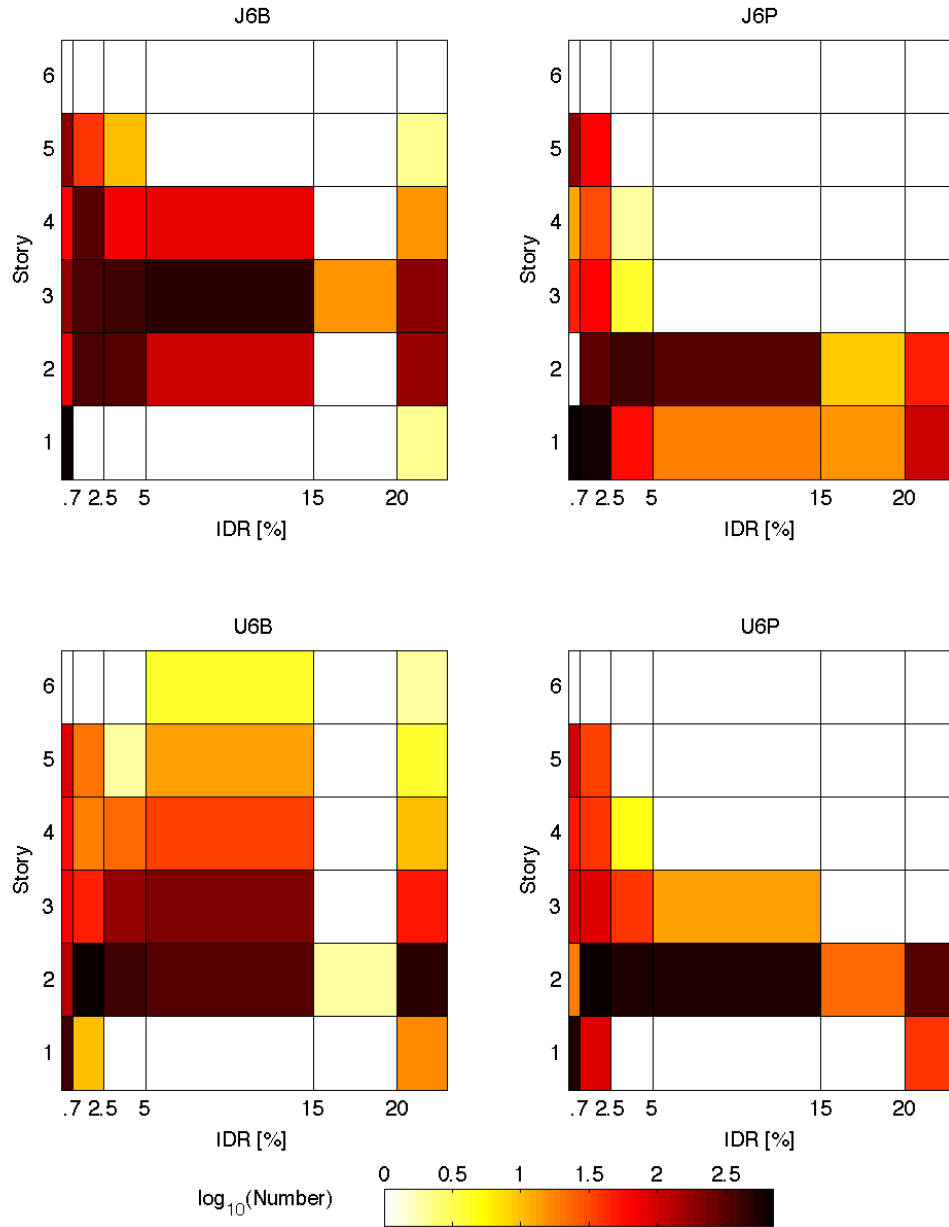 J6B J6P
6 6
5 5
4 4
Story 3 Story 3
2 2
1 1
.7 2.5 5 15 20 .7 2.5 5 15 20
IDR [%] IDR [%]
U6B U6P
6 6
5 5
4 4
Story 3 Story 3
2 2
1 1
.7 2.5 5 15 20 .7 2.5 5 15 20
IDR [%] IDR [%]
0 0.5 1 1.5 2 2.5
log10(Number)